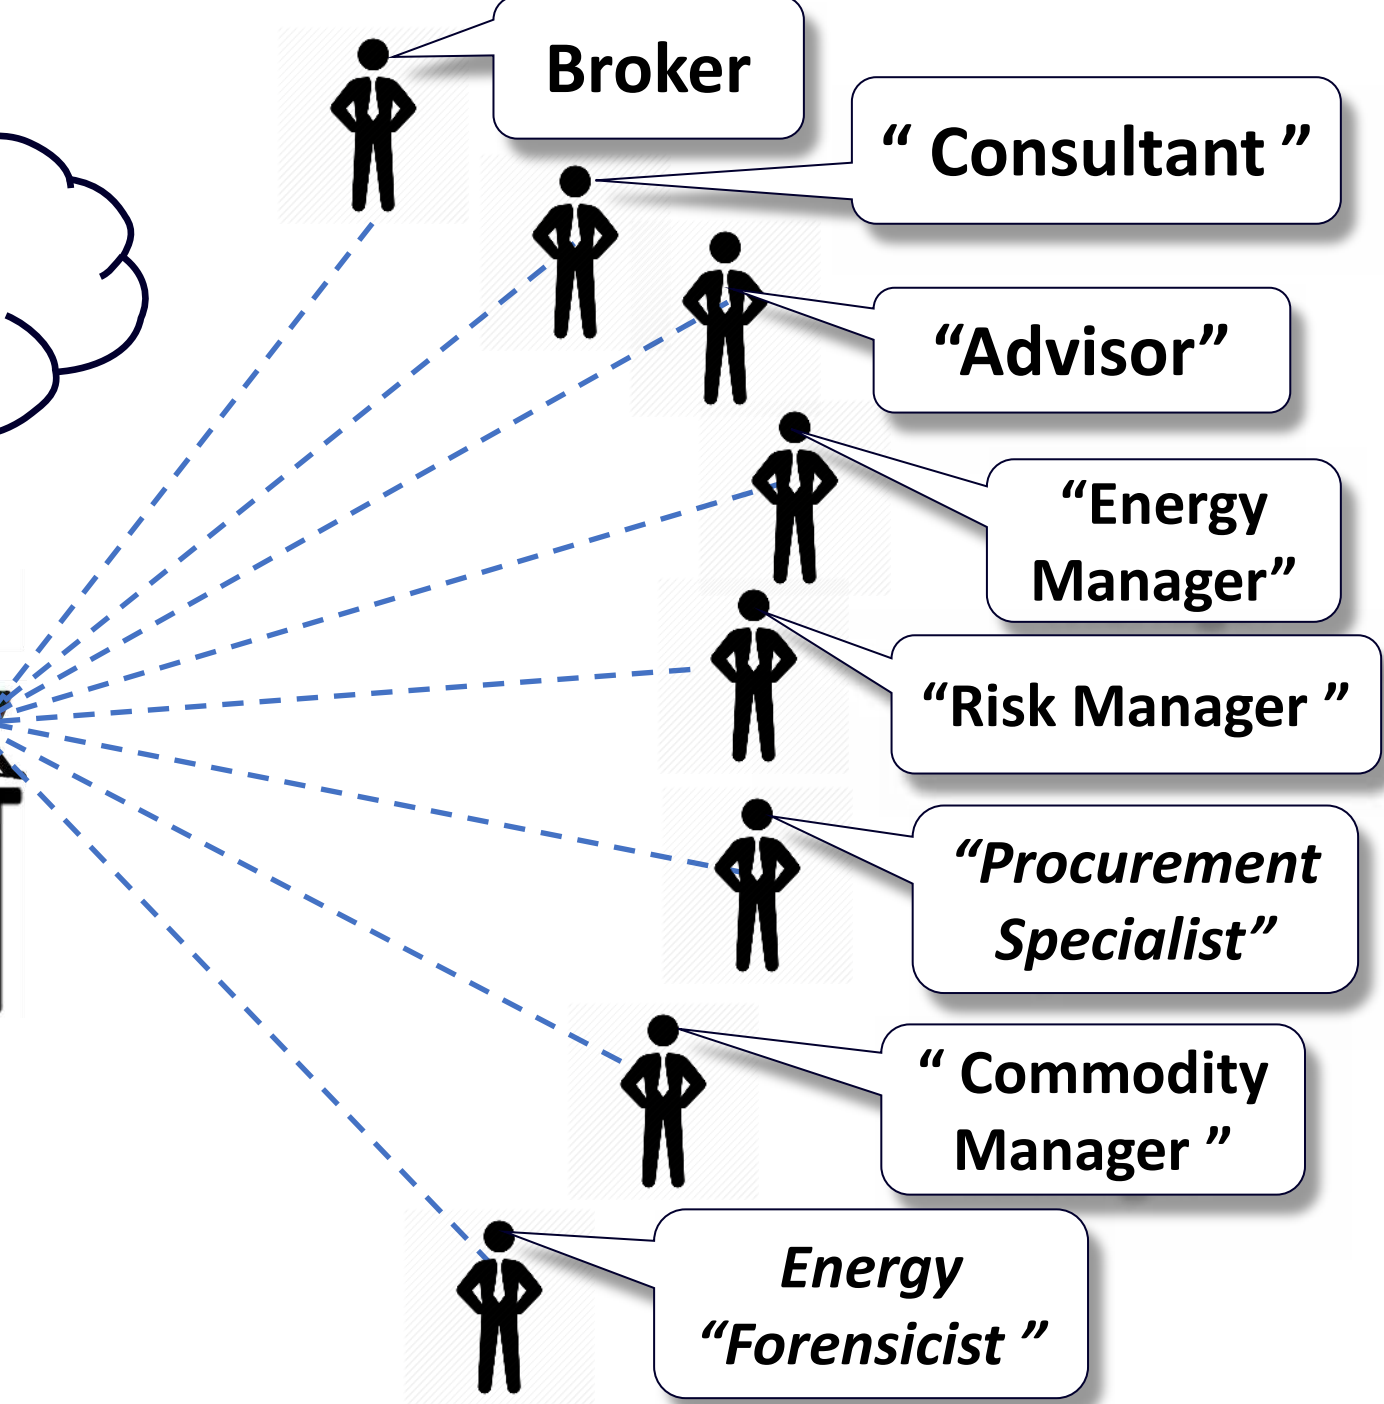 Broker
“ Consultant ”
“Advisor”
“Energy
Manager”
“Risk Manager ”
“Procurement
Specialist”
“ Commodity
Manager ”
Energy
“Forensicist ”